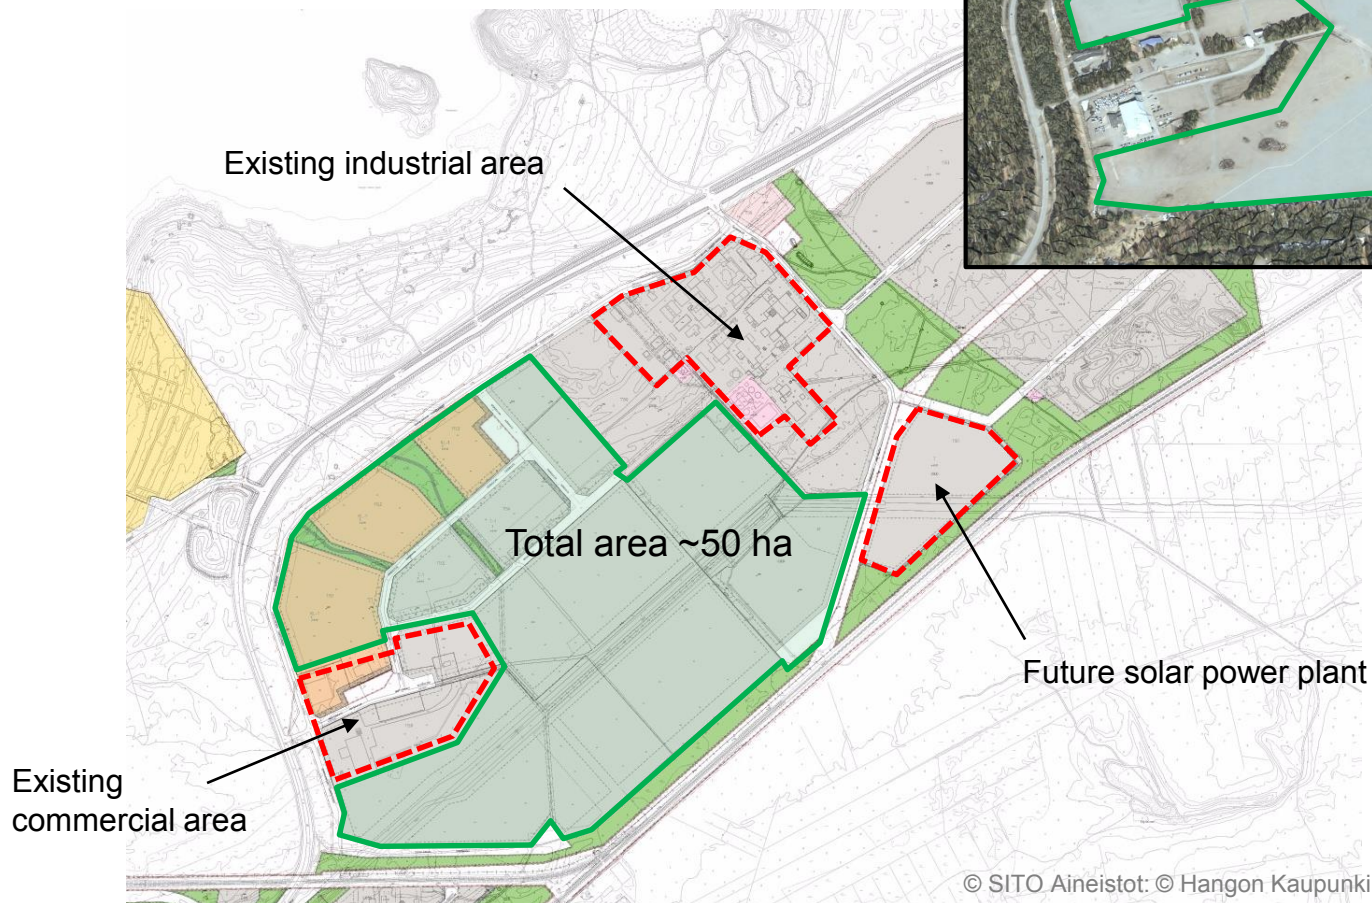 Existing industrial area
Total area ~50 ha
Future solar power plant
Existing
commercial area
© SITO Aineistot: © Hangon Kaupunki